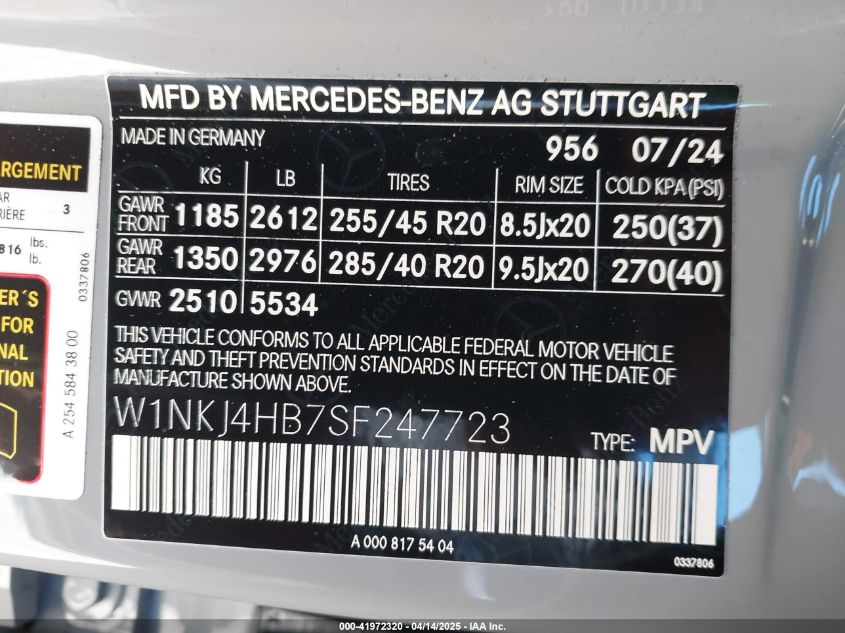 MFD BY MERCEDES-BENZ AG STUTTGART
MADE IN GERMANY 956 07/24
KG LB TIRES RIM SIZE COLD KPA(PSI)
GAWR FRONT 1185 2612 255/45 R20 8.5Jx20 250(37)
GAWR REAR 1350 2976 285/40 R20 9.5Jx20 270(40)
GVWR 2510 5534
THIS VEHICLE CONFORMS TO ALL APPLICABLE FEDERAL MOTOR VEHICLE
SAFETY AND THEFT PREVENTION STANDARDS IN EFFECT ON THE DATE OF
MANUFACTURE SHOWN ABOVE.
W1NKJ4HB7SF247723 TYPE: MPV
A 000 817 54 04
0337806
ARGEMENT
AR
IÈRE 3
816 lbs.
lb.
0337806
ER´S
FOR
NAL
TION
A 254 584 38 00
000-41972320 | 04/14/2025 - IAA Inc.